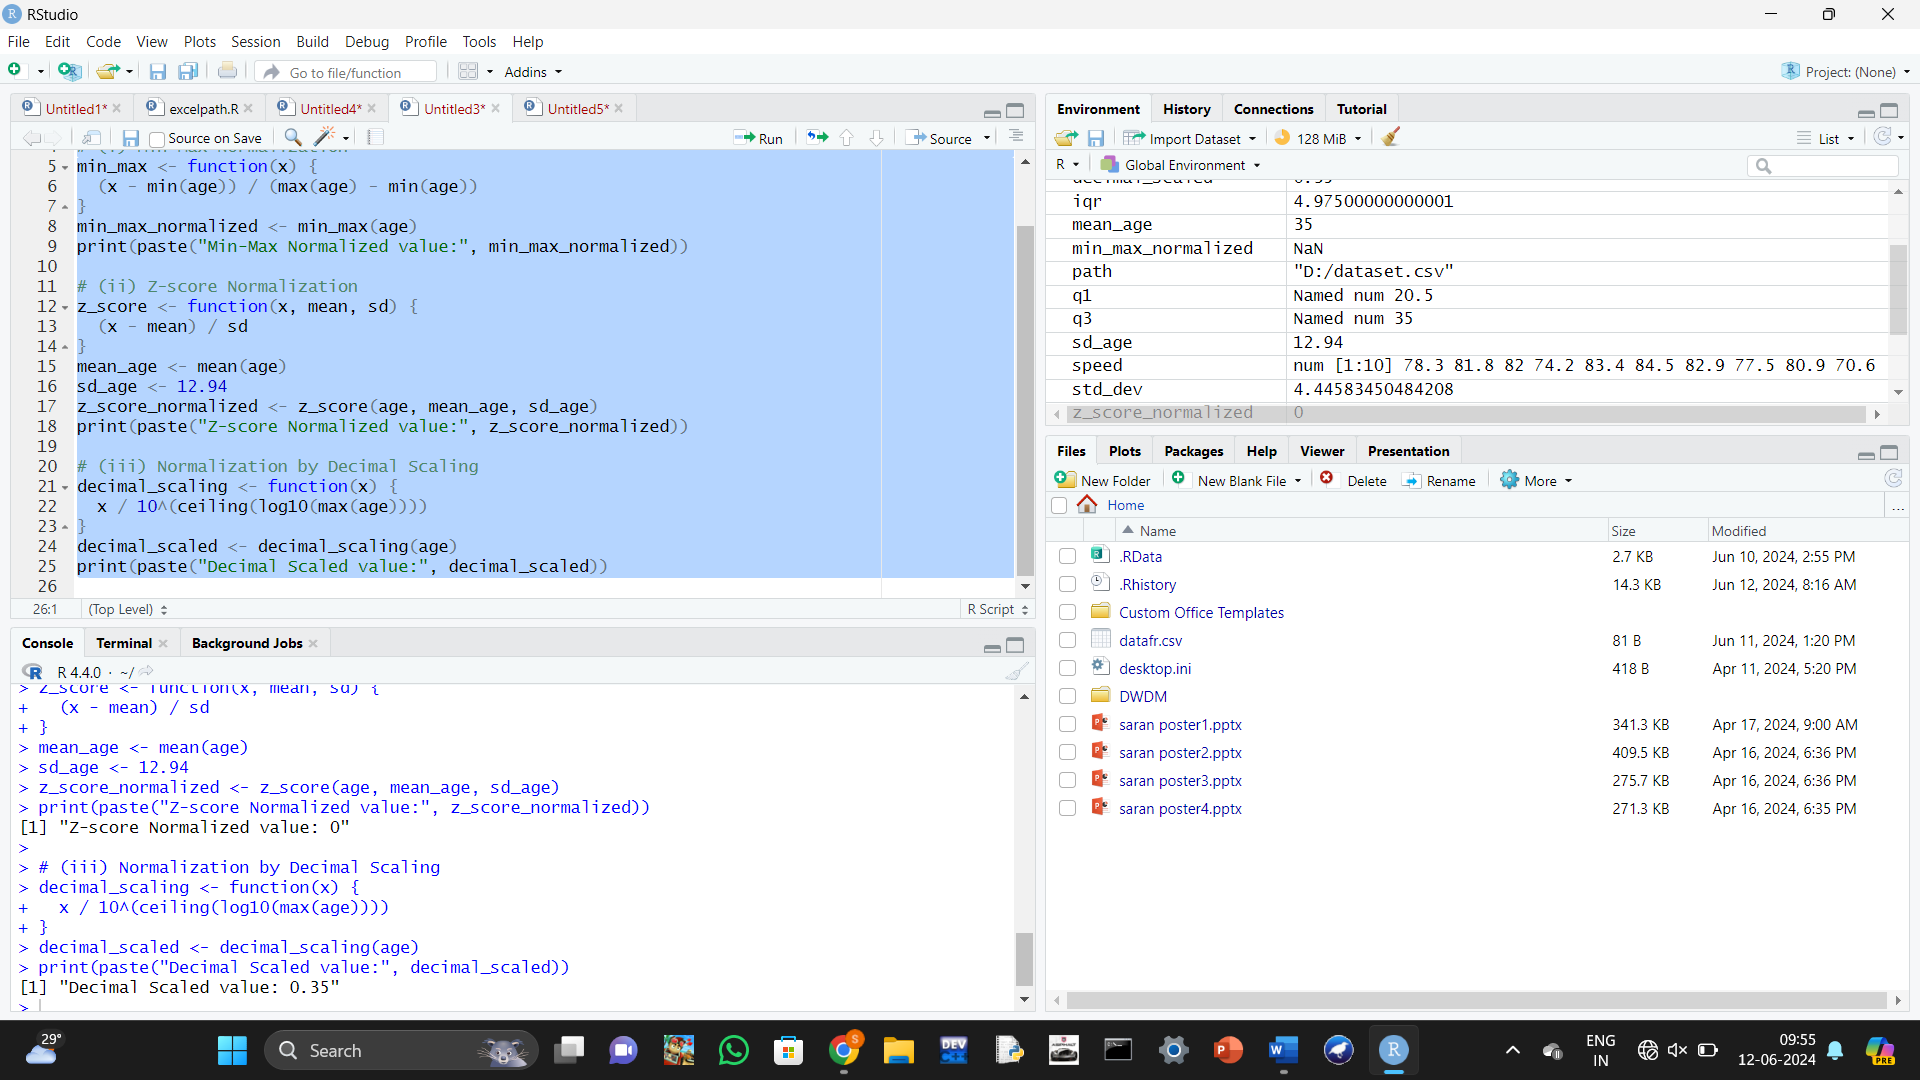 RStudio
File Edit Code View Plots Session Build Debug Profile Tools Help
Go to file/function Addins Project: (None)
Untitled1* excelpath.R Untitled4* Untitled3* Untitled5*
Source on Save Run Source
5 min_max <- function(x) {
6 (x - min(age)) / (max(age) - min(age))
7 }
8 min_max_normalized <- min_max(age)
9 print(paste("Min-Max Normalized value:", min_max_normalized))
10
11 # (ii) Z-score Normalization
12 z_score <- function(x, mean, sd) {
13 (x - mean) / sd
14 }
15 mean_age <- mean(age)
16 sd_age <- 12.94
17 z_score_normalized <- z_score(age, mean_age, sd_age)
18 print(paste("Z-score Normalized value:", z_score_normalized))
19
20 # (iii) Normalization by Decimal Scaling
21 decimal_scaling <- function(x) {
22 x / 10^(ceiling(log10(max(age))))
23 }
24 decimal_scaled <- decimal_scaling(age)
25 print(paste("Decimal Scaled value:", decimal_scaled))
26
26:1 (Top Level) R Script
Console Terminal Background Jobs
R 4.4.0 · ~/
> z_score <- function(x, mean, sd) {
+ (x - mean) / sd
+ }
> mean_age <- mean(age)
> sd_age <- 12.94
> z_score_normalized <- z_score(age, mean_age, sd_age)
> print(paste("Z-score Normalized value:", z_score_normalized))
[1] "Z-score Normalized value: 0"
>
> # (iii) Normalization by Decimal Scaling
> decimal_scaling <- function(x) {
+ x / 10^(ceiling(log10(max(age))))
+ }
> decimal_scaled <- decimal_scaling(age)
> print(paste("Decimal Scaled value:", decimal_scaled))
[1] "Decimal Scaled value: 0.35"
>
Environment History Connections Tutorial
Import Dataset 128 MiB List
R Global Environment
decimal_scaled 0.35
iqr 4.97500000000001
mean_age 35
min_max_normalized NaN
path "D:/dataset.csv"
q1 Named num 20.5
q3 Named num 35
sd_age 12.94
speed num [1:10] 78.3 81.8 82 74.2 83.4 84.5 82.9 77.5 80.9 70.6
std_dev 4.44583450484208
z_score_normalized 0
Files Plots Packages Help Viewer Presentation
New Folder New Blank File Delete Rename More
Home ...
Name Size Modified
.RData 2.7 KB Jun 10, 2024, 2:55 PM
.Rhistory 14.3 KB Jun 12, 2024, 8:16 AM
Custom Office Templates
datafr.csv 81 B Jun 11, 2024, 1:20 PM
desktop.ini 418 B Apr 11, 2024, 5:20 PM
DWDM
saran poster1.pptx 341.3 KB Apr 17, 2024, 9:00 AM
saran poster2.pptx 409.5 KB Apr 16, 2024, 6:36 PM
saran poster3.pptx 275.7 KB Apr 16, 2024, 6:36 PM
saran poster4.pptx 271.3 KB Apr 16, 2024, 6:35 PM
29° Search DEV C++ ENG IN 09:55 12-06-2024 PRE